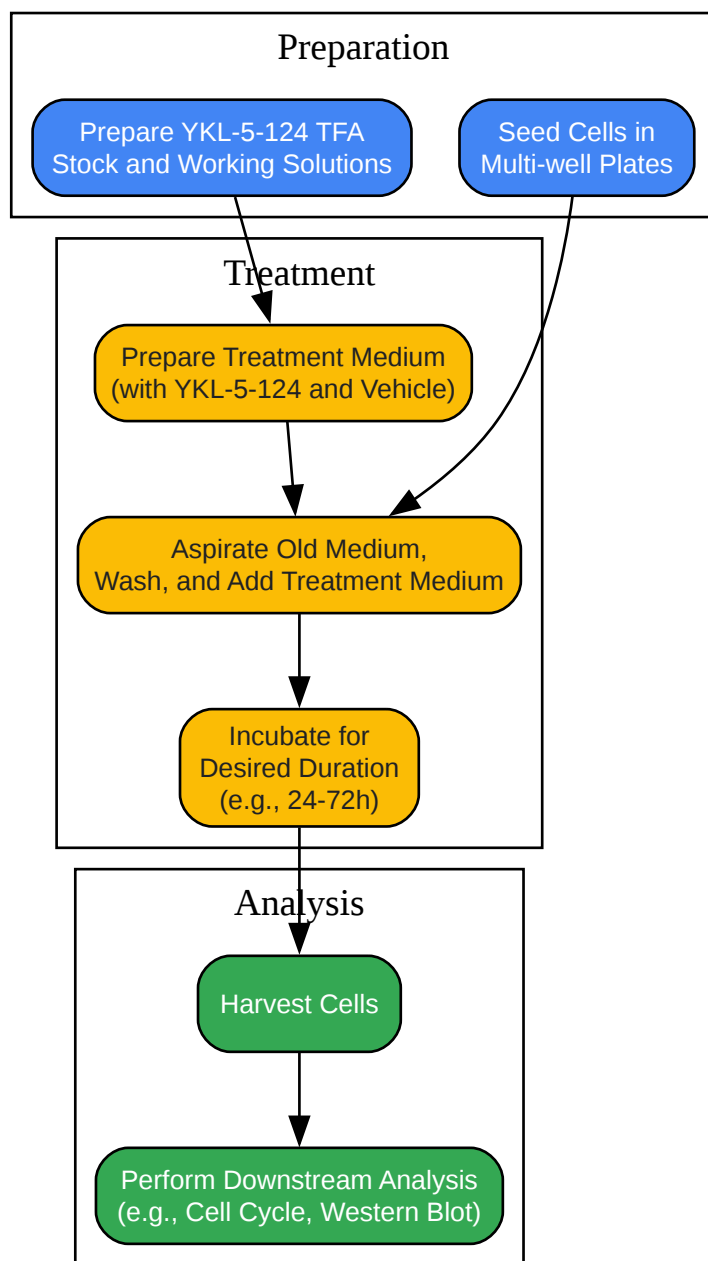 Preparation
Prepare YKL-5-124 TFA
Stock and Working Solutions
Seed Cells in
Multi-well Plates
Treatment
Prepare Treatment Medium
(with YKL-5-124 and Vehicle)
Aspirate Old Medium,
Wash, and Add Treatment Medium
Incubate for
Desired Duration
(e.g., 24-72h)
Analysis
Harvest Cells
Perform Downstream Analysis
(e.g., Cell Cycle, Western Blot)